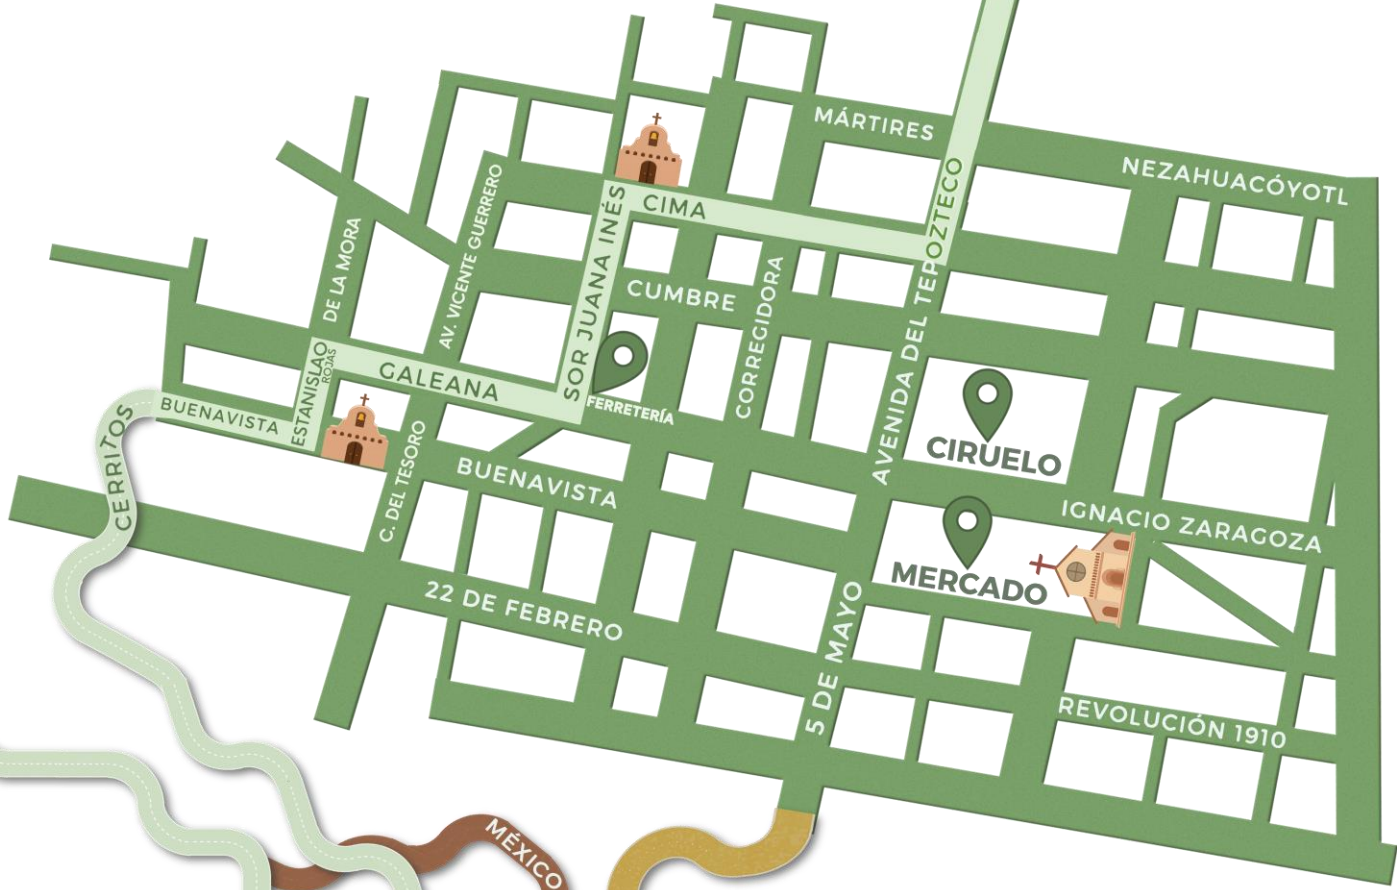 MÁRTIRES
NEZAHUACÓYOTL
AVENIDA DEL TEPOZTECO
CIMA
SOR JUANA INÉS
AV. VICENTE GUERRERO
DE LA MORA
CUMBRE
CORREGIDORA
ESTANISLAO
ROJAS
GALEANA
FERRETERÍA
BUENAVISTA
CERRITOS
C. DEL TESORO
BUENAVISTA
CIRUELO
IGNACIO ZARAGOZA
MERCADO
22 DE FEBRERO
5 DE MAYO
REVOLUCIÓN 1910
MÉXICO